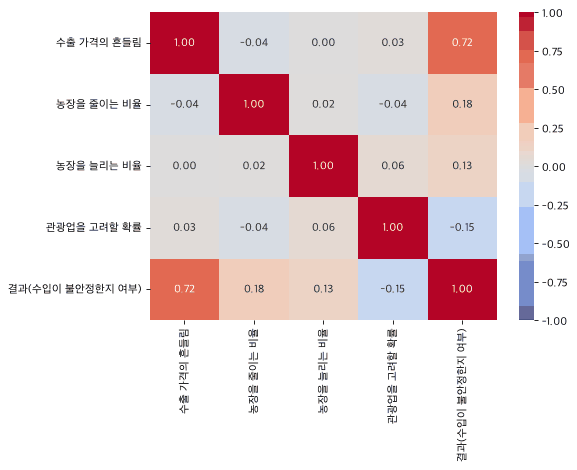 수출 가격의 흔들림 1.00 -0.04 0.00 0.03 0.72
농장을 줄이는 비율 -0.04 1.00 0.02 -0.04 0.18
농장을 늘리는 비율 0.00 0.02 1.00 0.06 0.13
관광업을 고려할 확률 0.03 -0.04 0.06 1.00 -0.15
결과(수입이 불안정한지 여부) 0.72 0.18 0.13 -0.15 1.00
수출 가격의 흔들림
농장을 줄이는 비율
농장을 늘리는 비율
관광업을 고려할 확률
결과(수입이 불안정한지 여부)
1.00
0.75
0.50
0.25
0.00
-0.25
-0.50
-0.75
-1.00